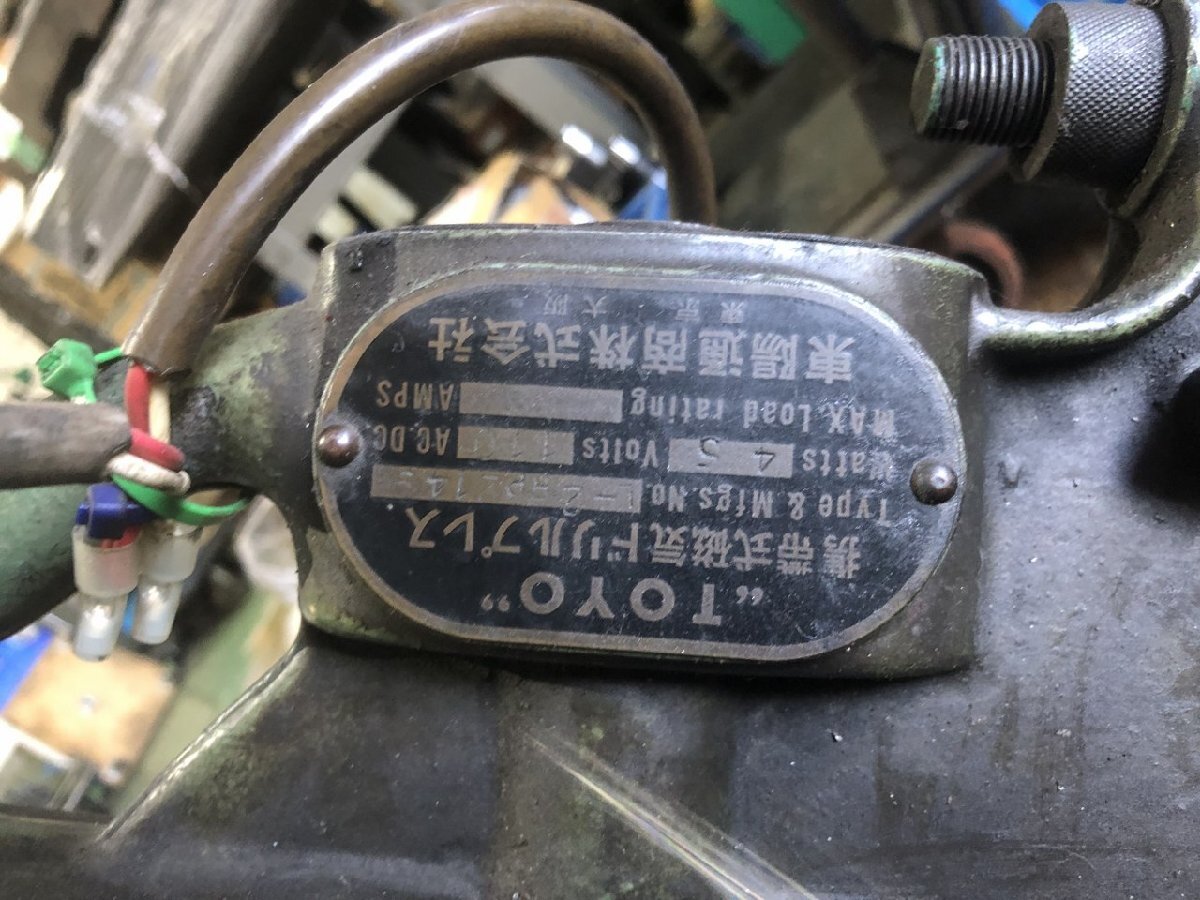 "TOYO"
携帯式磁気ドリルプレス
Type & Mfgs.No.
Watts 45 Volts 110 AC.DC
MAX.Load rating AMPS
東陽通商株式会社
東京 大阪